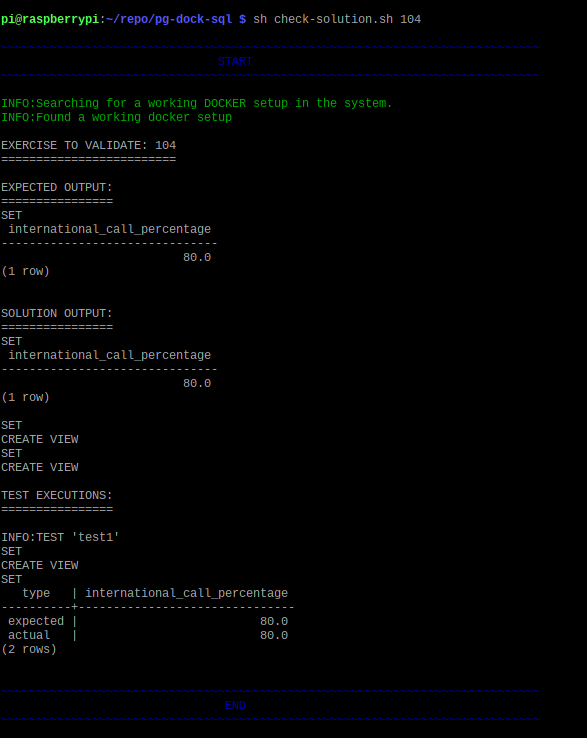 pi@raspberrypi:~/repo/pg-dock-sql $ sh check-solution.sh 104
~~~~~~~~~~~~~~~~~~~~~~~~~~~~~~~~~~~~~~~~~~~~~~~~~~~~~~~~~~~~~~~~~~~~~~~~~~~~~
                               START
~~~~~~~~~~~~~~~~~~~~~~~~~~~~~~~~~~~~~~~~~~~~~~~~~~~~~~~~~~~~~~~~~~~~~~~~~~~~~
INFO:Searching for a working DOCKER setup in the system.
INFO:Found a working docker setup
EXERCISE TO VALIDATE: 104
=========================
EXPECTED OUTPUT:
================
SET
 international_call_percentage
-------------------------------
                          80.0
(1 row)
SOLUTION OUTPUT:
================
SET
 international_call_percentage
-------------------------------
                          80.0
(1 row)
SET
CREATE VIEW
SET
CREATE VIEW
TEST EXECUTIONS:
================
INFO:TEST 'test1'
SET
CREATE VIEW
SET
   type   | international_call_percentage
----------+-------------------------------
 expected |                          80.0
 actual   |                          80.0
(2 rows)
~~~~~~~~~~~~~~~~~~~~~~~~~~~~~~~~~~~~~~~~~~~~~~~~~~~~~~~~~~~~~~~~~~~~~~~~~~~~~
                                END
~~~~~~~~~~~~~~~~~~~~~~~~~~~~~~~~~~~~~~~~~~~~~~~~~~~~~~~~~~~~~~~~~~~~~~~~~~~~~